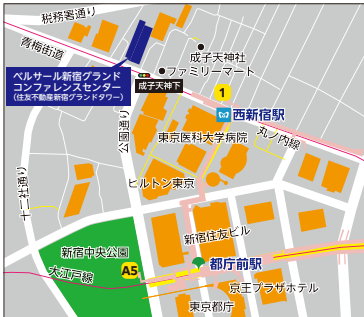 税務署通り
青梅街道
成子天神社
ファミリーマート
ベルサール新宿グランド
コンファレンスセンター
(住友不動産新宿グランドタワー)
成子天神下
1
西新宿駅
公園通り
東京医科大学病院
丸ノ内線
ヒルトン東京
十二社通り
新宿住友ビル
新宿中央公園
都庁前駅
大江戸線
A5
京王プラザホテル
東京都庁